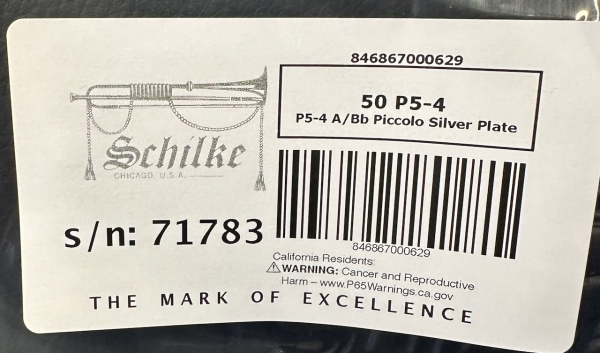 846867000629
50 P5-4
P5-4 A/Bb Piccolo Silver Plate
Schilke
CHICAGO, U.S.A.
s/n: 71783
846867000629
California Residents:
⚠WARNING: Cancer and Reproductive
Harm – www.P65Warnings.ca.gov
THE MARK OF EXCELLENCE